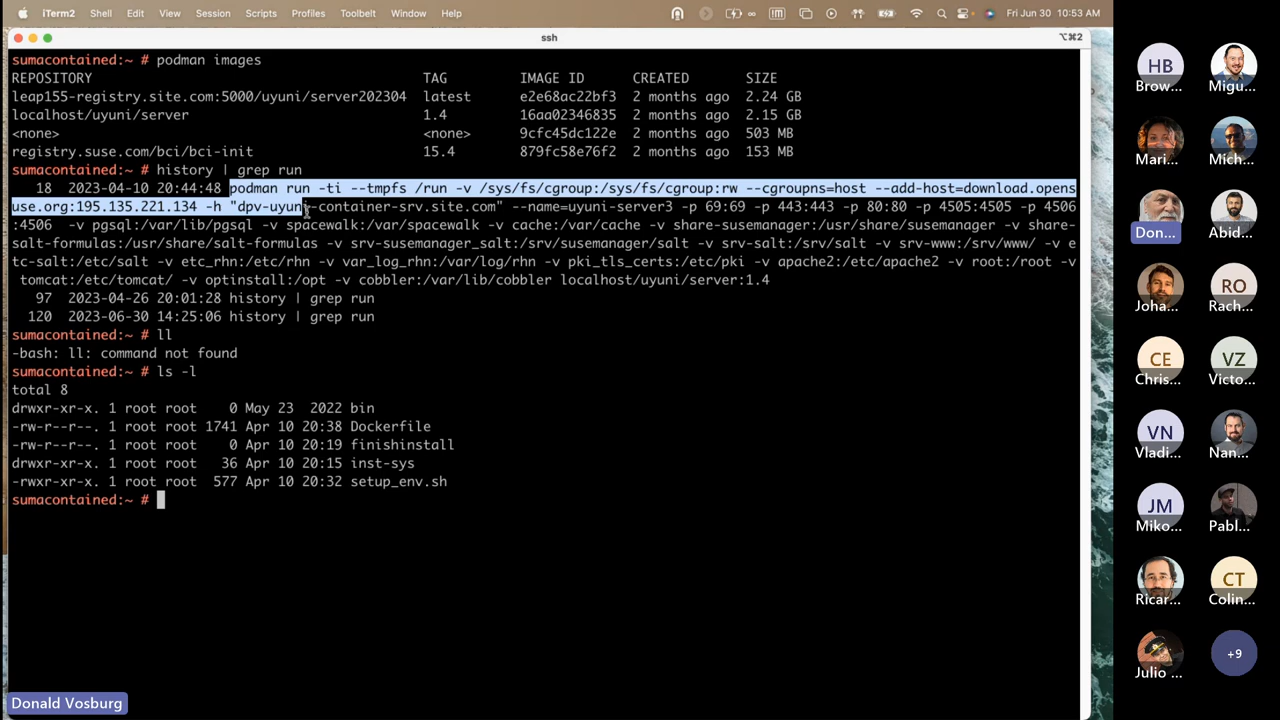 iTerm2 Shell Edit View Session Scripts Profiles Toolbelt Window Help Fri Jun 30 10:53 AM
ssh ⌥⌘2
sumacontained:~ # podman images
REPOSITORY TAG IMAGE ID CREATED SIZE
leap155-registry.site.com:5000/uyuni/server202304 latest e2e68ac22bf3 2 months ago 2.24 GB
localhost/uyuni/server 1.4 16aa02346835 2 months ago 2.15 GB
<none> <none> 9cfc45dc122e 2 months ago 503 MB
registry.suse.com/bci/bci-init 15.4 879fc58e76f2 2 months ago 153 MB
sumacontained:~ # history | grep run
18 2023-04-10 20:44:48 podman run -ti --tmpfs /run -v /sys/fs/cgroup:/sys/fs/cgroup:rw --cgroupns=host --add-host=download.opens
use.org:195.135.221.134 -h "dpv-uyuni-container-srv.site.com" --name=uyuni-server3 -p 69:69 -p 443:443 -p 80:80 -p 4505:4505 -p 4506
:4506 -v pgsql:/var/lib/pgsql -v spacewalk:/var/spacewalk -v cache:/var/cache -v share-susemanager:/usr/share/susemanager -v share-
salt-formulas:/usr/share/salt-formulas -v srv-susemanager_salt:/srv/susemanager/salt -v srv-salt:/srv/salt -v srv-www:/srv/www/ -v e
tc-salt:/etc/salt -v etc_rhn:/etc/rhn -v var_log_rhn:/var/log/rhn -v pki_tls_certs:/etc/pki -v apache2:/etc/apache2 -v root:/root -v
tomcat:/etc/tomcat/ -v optinstall:/opt -v cobbler:/var/lib/cobbler localhost/uyuni/server:1.4
97 2023-04-26 20:01:28 history | grep run
120 2023-06-30 14:25:06 history | grep run
sumacontained:~ # ll
-bash: ll: command not found
sumacontained:~ # ls -l
total 8
drwxr-xr-x. 1 root root 0 May 23 2022 bin
-rw-r--r--. 1 root root 1741 Apr 10 20:38 Dockerfile
-rw-r--r--. 1 root root 0 Apr 10 20:19 finishinstall
drwxr-xr-x. 1 root root 36 Apr 10 20:15 inst-sys
-rwxr-xr-x. 1 root root 577 Apr 10 20:32 setup_env.sh
sumacontained:~ #
Donald Vosburg
HB
Brow... Migu...
Mari... Mich...
Don... Abid...
RO
Joha... Rach...
CE VZ
Chris... Victo...
VN
Vladi... Nan...
JM
Miko... Pabl...
CT
Ricar... Colin...
Julio ... +9